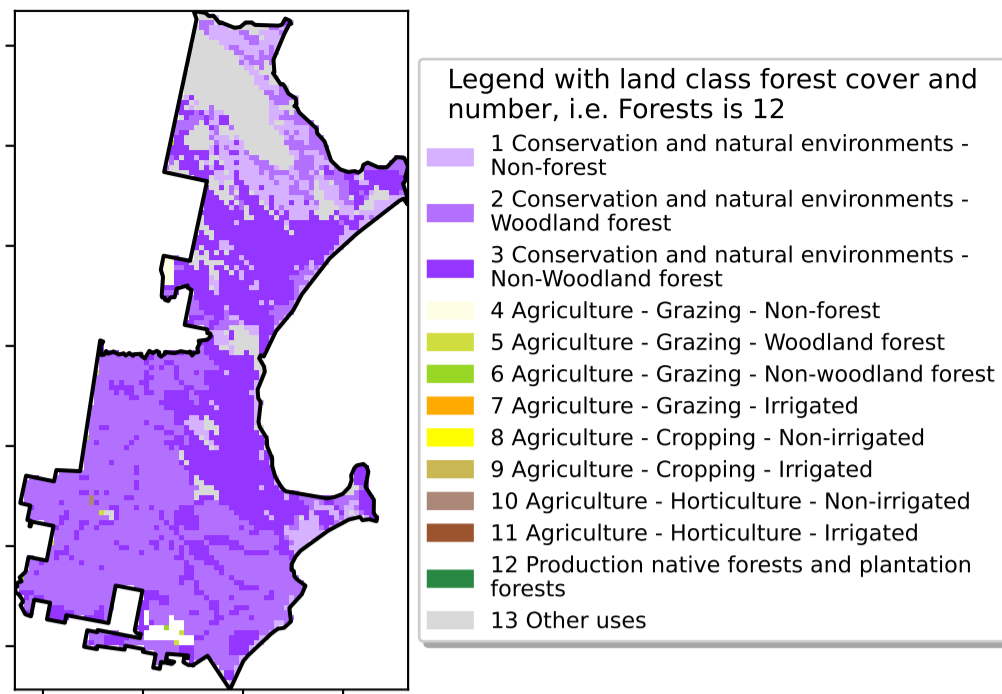 Legend with land class forest cover and
number, i.e. Forests is 12
1 Conservation and natural environments -
Non-forest
2 Conservation and natural environments -
Woodland forest
3 Conservation and natural environments -
Non-Woodland forest
4 Agriculture - Grazing - Non-forest
5 Agriculture - Grazing - Woodland forest
6 Agriculture - Grazing - Non-woodland forest
7 Agriculture - Grazing - Irrigated
8 Agriculture - Cropping - Non-irrigated
9 Agriculture - Cropping - Irrigated
10 Agriculture - Horticulture - Non-irrigated
11 Agriculture - Horticulture - Irrigated
12 Production native forests and plantation
forests
13 Other uses